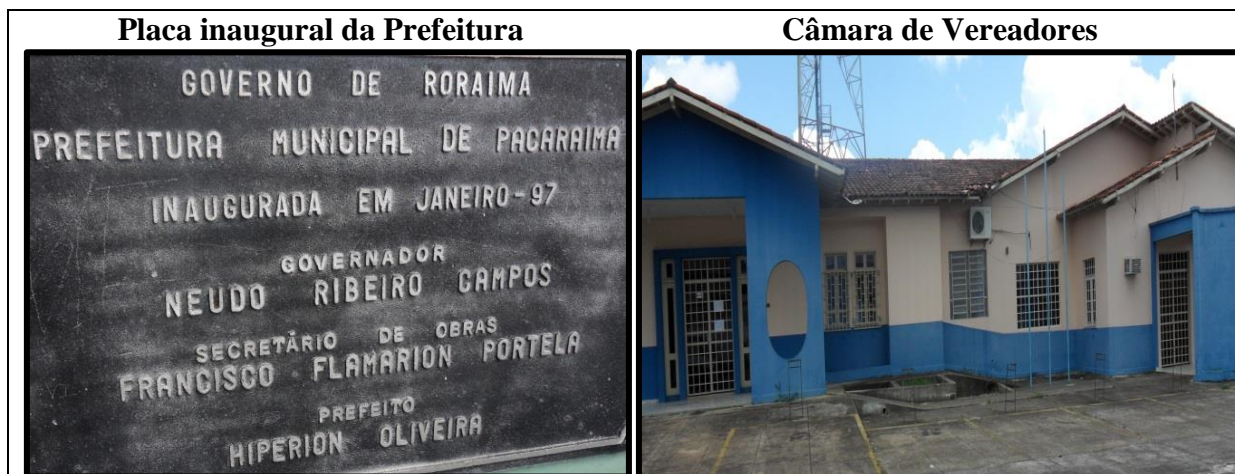 Placa inaugural da Prefeitura
Câmara de Vereadores
GOVERNO DE RORAIMA
PREFEITURA MUNICIPAL DE PACARAIMA
INAUGURADA EM JANEIRO-97
GOVERNADOR
NEUDO RIBEIRO CAMPOS
SECRETÁRIO DE OBRAS
FRANCISCO FLAMARION PORTELA
PREFEITO
HIPERION OLIVEIRA